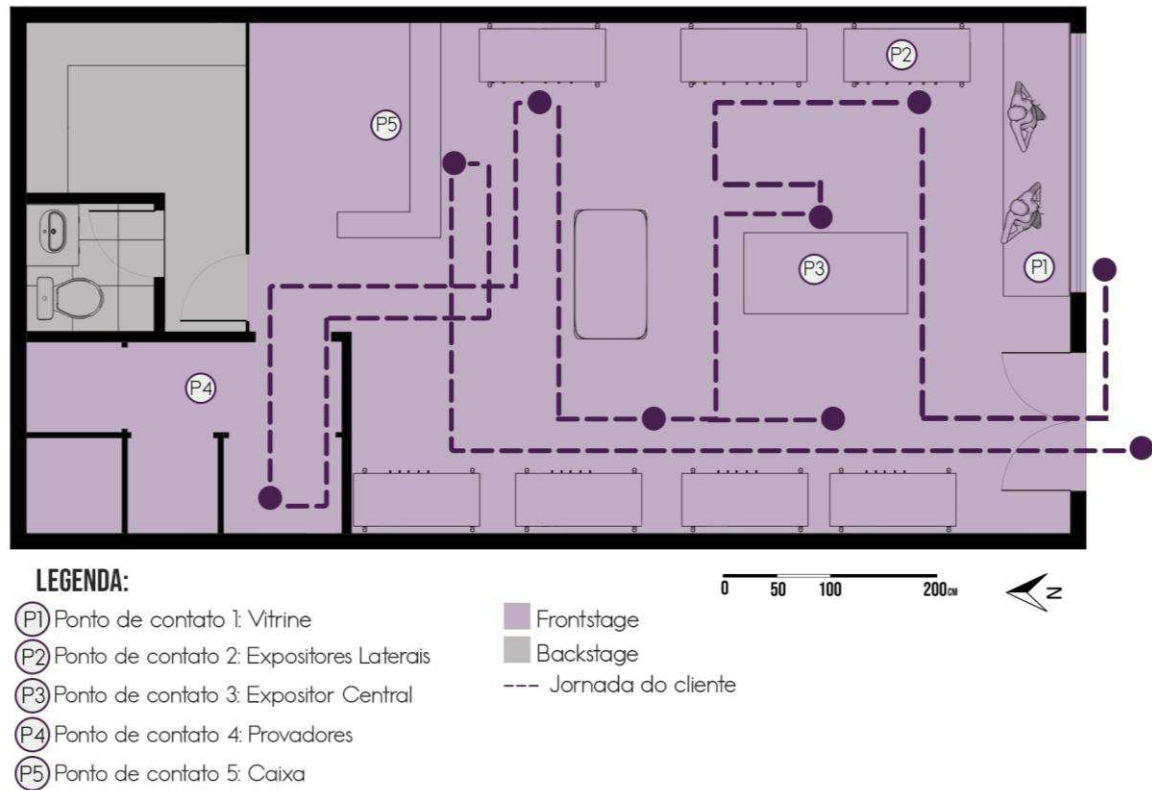 P2
P5
P3
P1
P4
LEGENDA:
P1 Ponto de contato 1: Vitrine
P2 Ponto de contato 2: Expositores Laterais
P3 Ponto de contato 3: Expositor Central
P4 Ponto de contato 4: Provadores
P5 Ponto de contato 5: Caixa
Frontstage
Backstage
Jornada do cliente
0 50 100 200CM
N